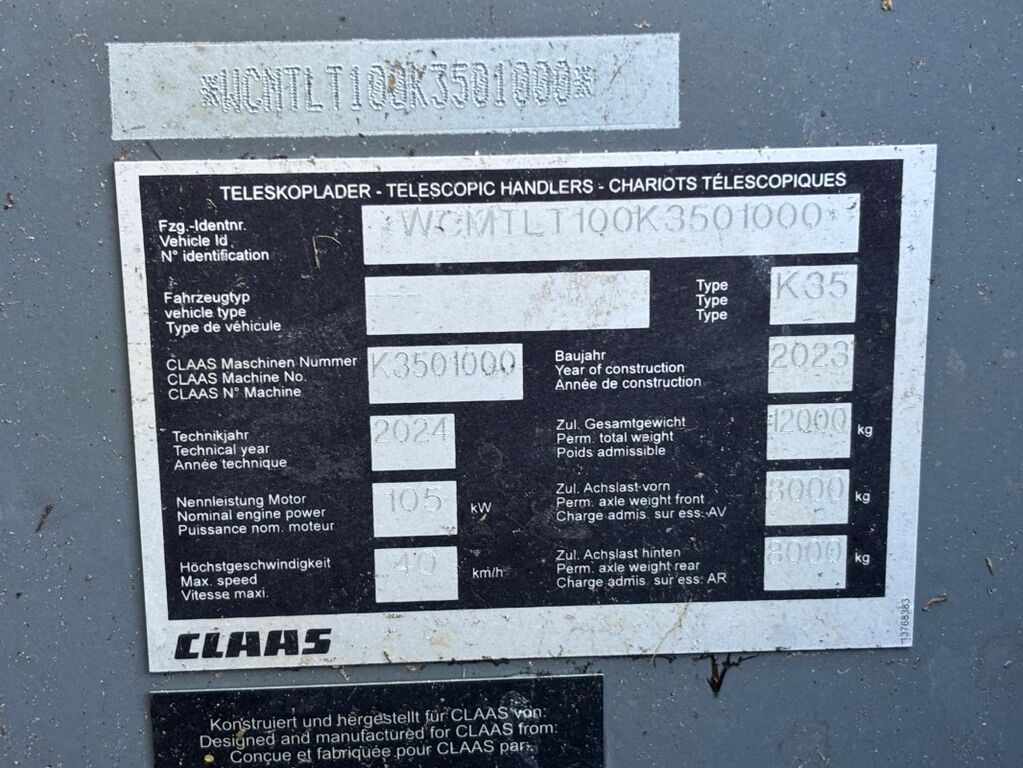 *WCMTLT100K3501000*
TELESKOPLADER - TELESCOPIC HANDLERS - CHARIOTS TÉLESCOPIQUES
Fzg.-Identnr.
Vehicle Id
N° identification
*WCMTLT100K3501000*
Fahrzeugtyp
vehicle type
Type de véhicule
Type
Type
Type
K35
CLAAS Maschinen Nummer
CLAAS Machine No.
CLAAS N° Machine
K3501000
Baujahr
Year of construction
Année de construction
2023
Technikjahr
Technical year
Année technique
2024
Zul. Gesamtgewicht
Perm. total weight
Poids admissible
12000 kg
Nennleistung Motor
Nominal engine power
Puissance nom. moteur
105 kW
Zul. Achslast-vorn
Perm. axle weight front
Charge admis. sur ess. AV
8000 kg
Höchstgeschwindigkeit
Max. speed
Vitesse maxi.
40 km/h
Zul. Achslast hinten
Perm. axle weight rear
Charge admis. sur ess. AR
8000 kg
CLAAS
13768383
Konstruiert und hergestellt für CLAAS von:
Designed and manufactured for CLAAS from:
Conçue et fabriquée pour CLAAS par: